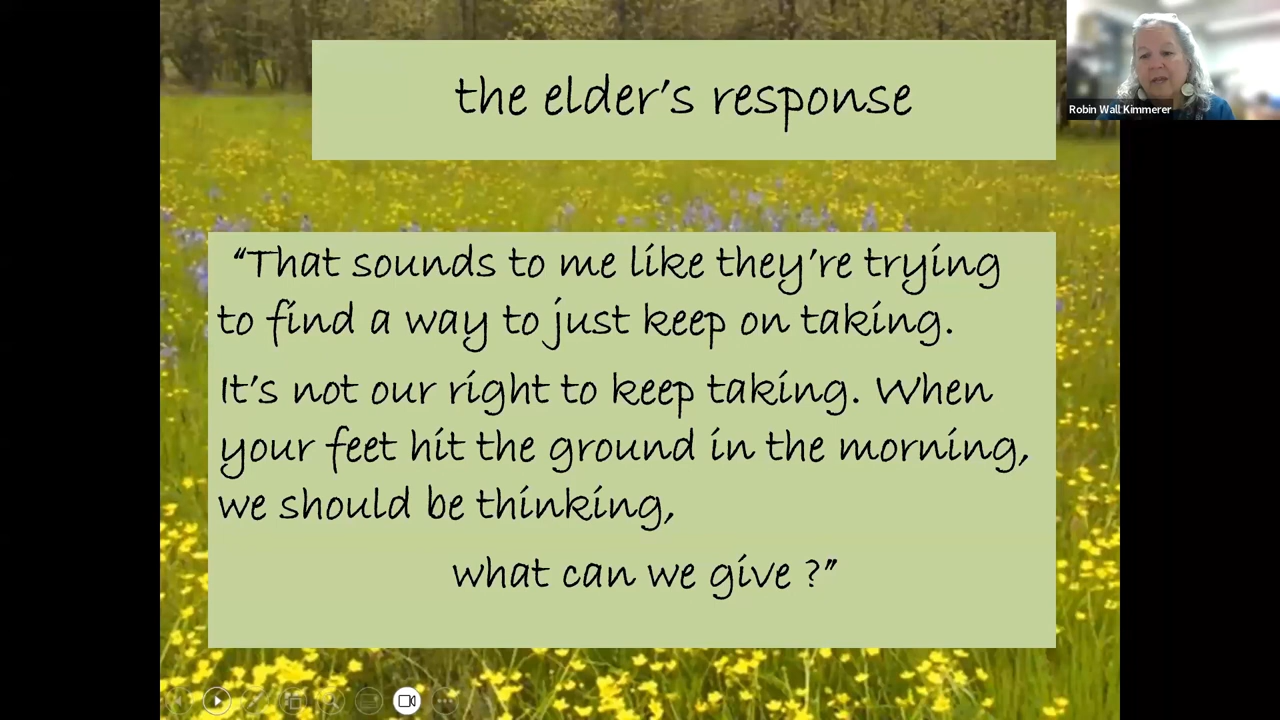 the elder's response
Robin Wall Kimmerer
“That sounds to me like they're trying
to find a way to just keep on taking.
It's not our right to keep taking. When
your feet hit the ground in the morning,
we should be thinking,
what can we give ?”